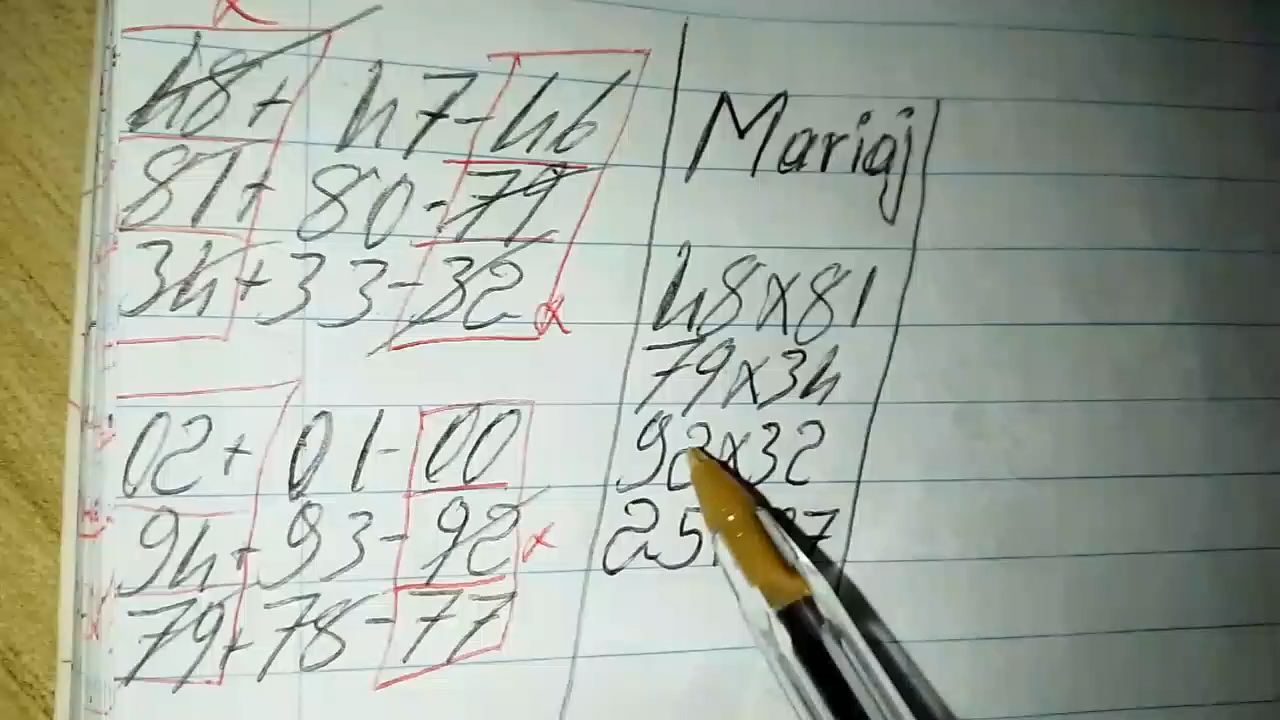 48+ 47-46
81+ 80-79
34+33-32
02+ 01-00
94+93-92
79+78-77
Mariaj
48x81
79x34
92x32